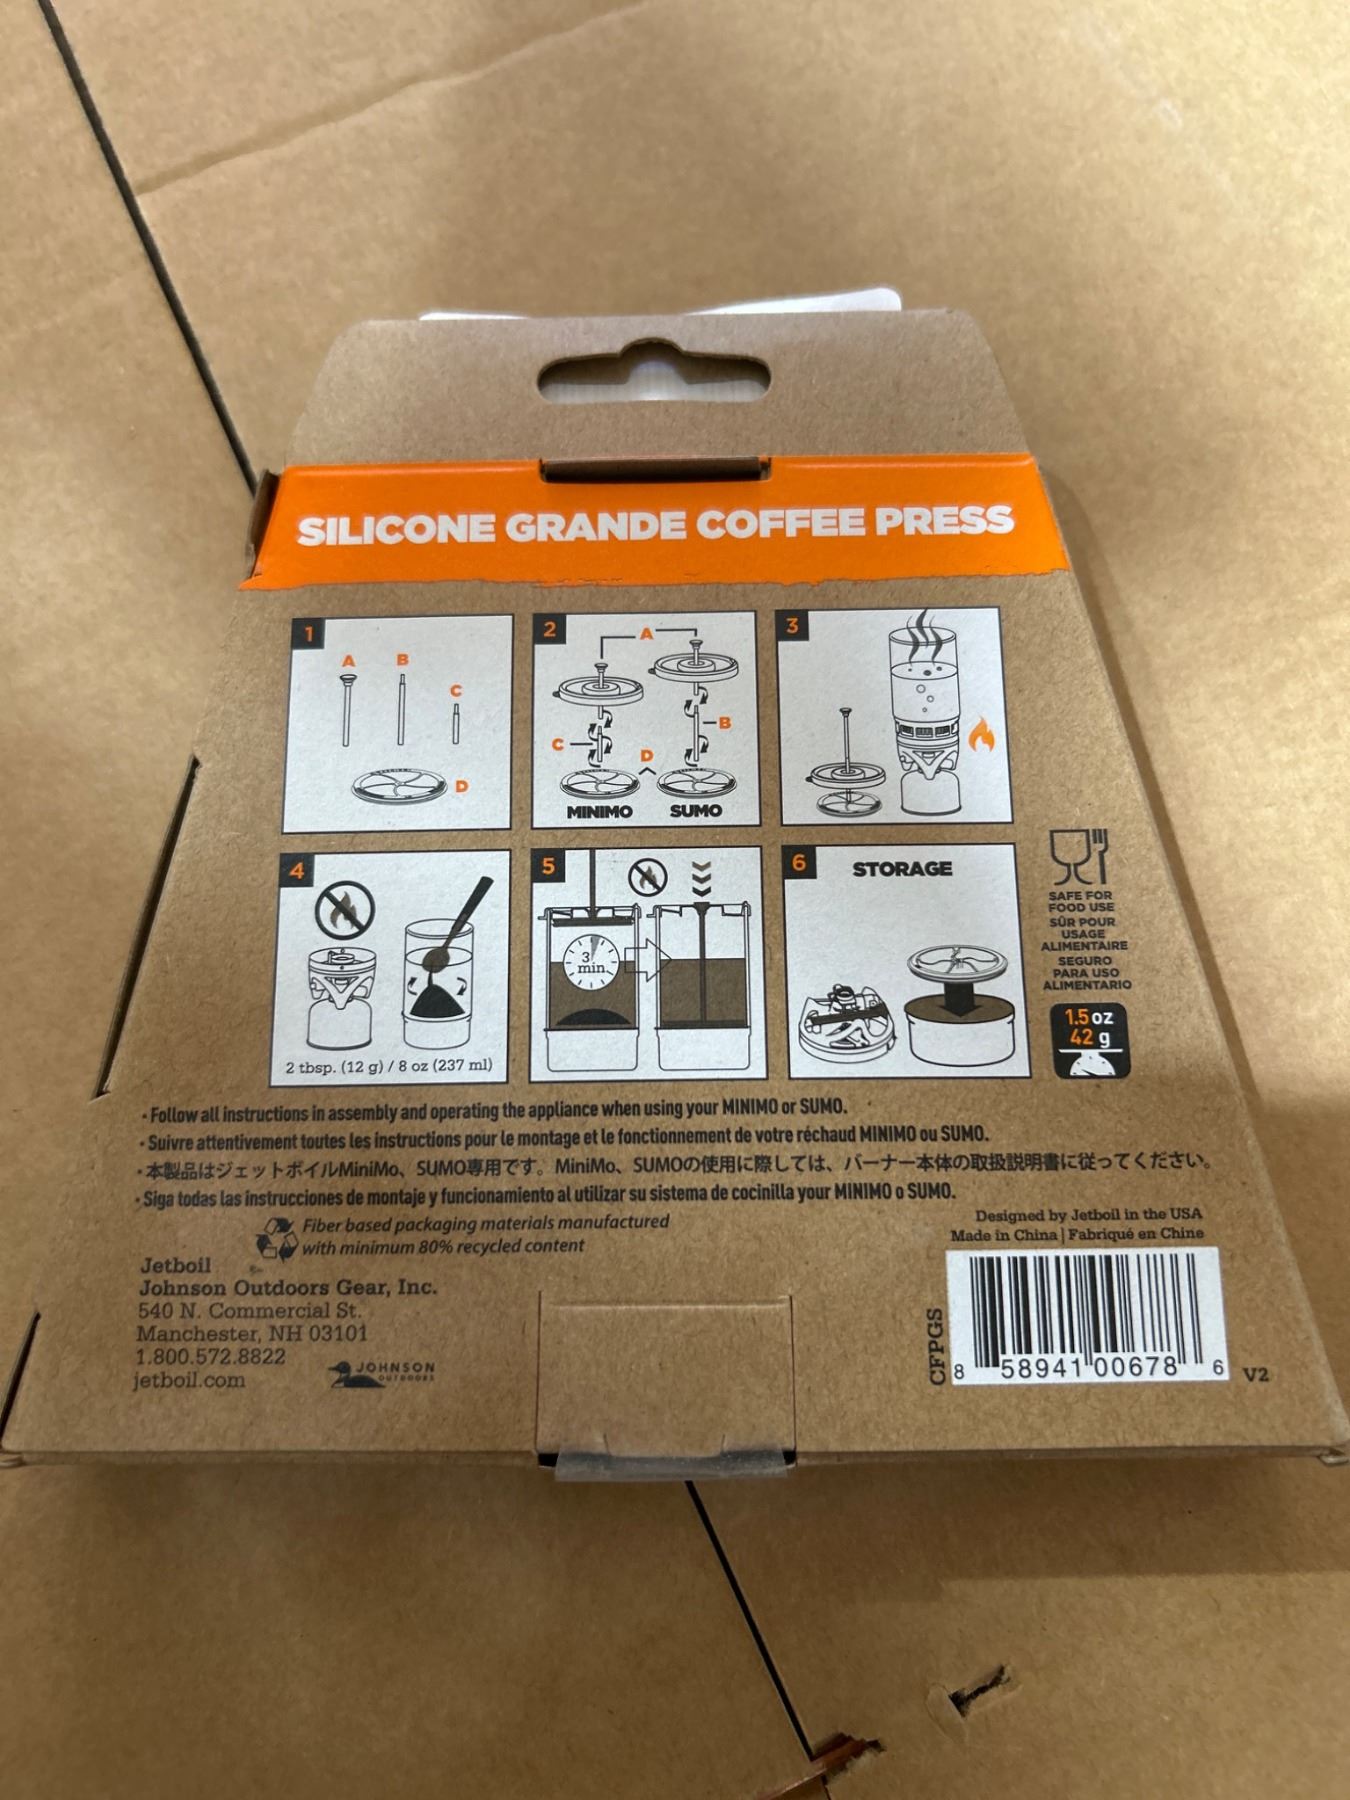 SILICONE GRANDE COFFEE PRESS
1
A
B
C
D
2
A
B
C
D
MINIMO
SUMO
3
4
2 tbsp. (12 g) / 8 oz (237 ml)
5
3
min
6
STORAGE
SAFE FOR
FOOD USE
SÛR POUR
USAGE
ALIMENTAIRE
SEGURO
PARA USO
ALIMENTARIO
1.5 oz
42 g
• Follow all instructions in assembly and operating the appliance when using your MINIMO or SUMO.
• Suivre attentivement toutes les instructions pour le montage et le fonctionnement de votre réchaud MINIMO ou SUMO.
• 本製品はジェットボイルMiniMo、SUMO専用です。MiniMo、SUMOの使用に際しては、バーナー本体の取扱説明書に従ってください。
• Siga todas las instrucciones de montaje y funcionamiento al utilizar su sistema de cocinilla your MINIMO o SUMO.
Fiber based packaging materials manufactured
with minimum 80% recycled content
Jetboil
Johnson Outdoors Gear, Inc.
540 N. Commercial St.
Manchester, NH 03101
1.800.572.8822
jetboil.com
JOHNSON
OUTDOORS
Designed by Jetboil in the USA
Made in China | Fabriqué en Chine
CFPGS
8 58941 00678 6
V2